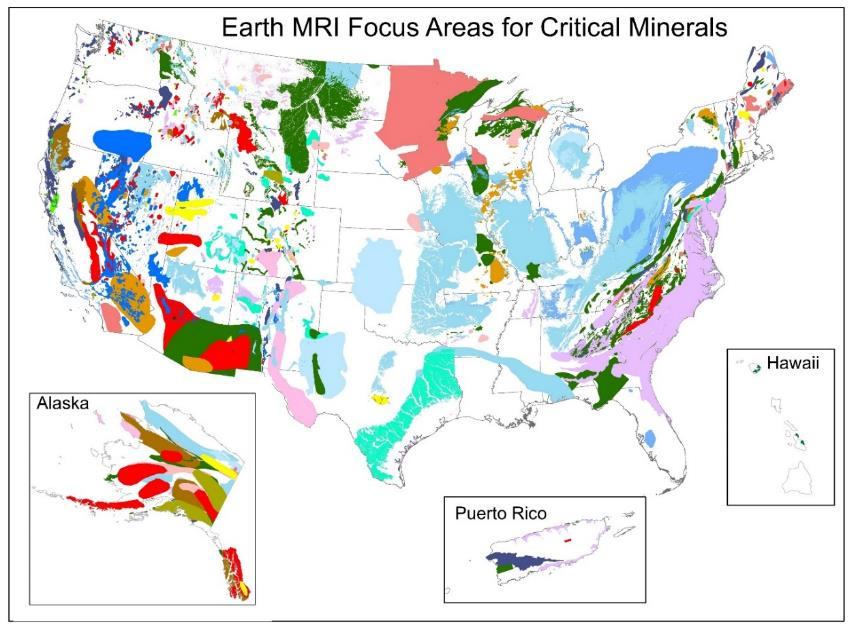 Earth MRI Focus Areas for Critical Minerals
Hawaii
Alaska
Puerto Rico